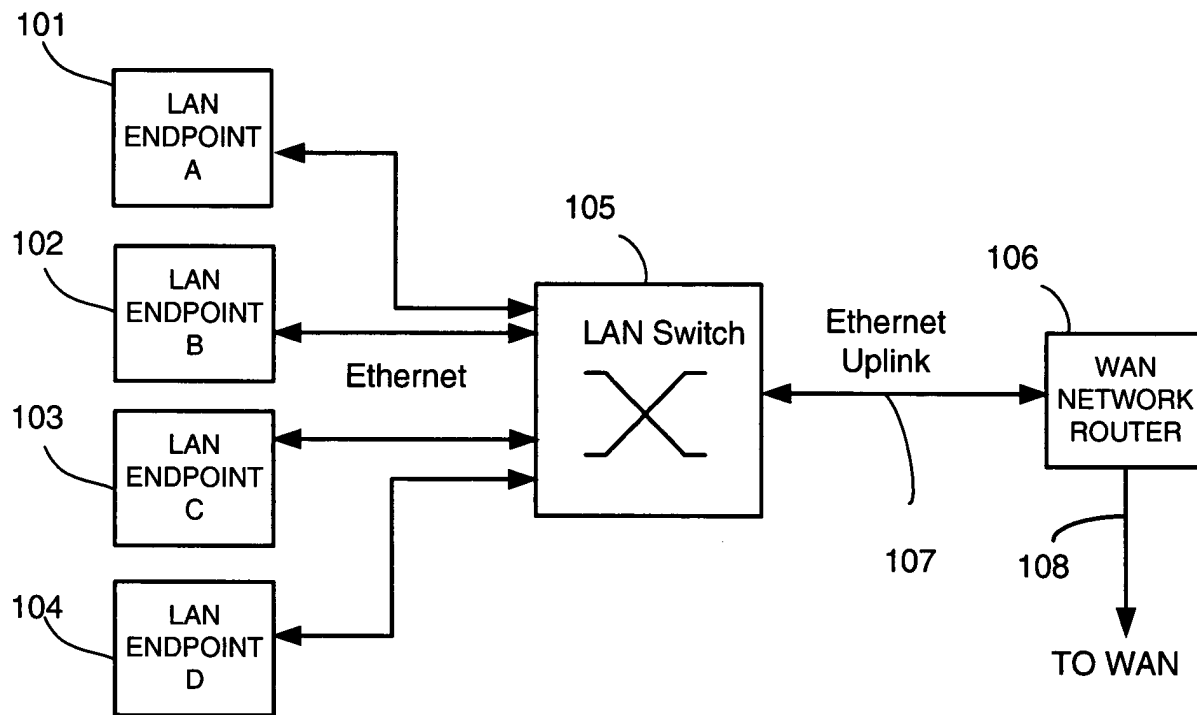 101
LAN
ENDPOINT
A
102
LAN
ENDPOINT
B
103
LAN
ENDPOINT
C
104
LAN
ENDPOINT
D
Ethernet
105
LAN Switch
Ethernet
Uplink
107
106
WAN
NETWORK
ROUTER
108
TO WAN